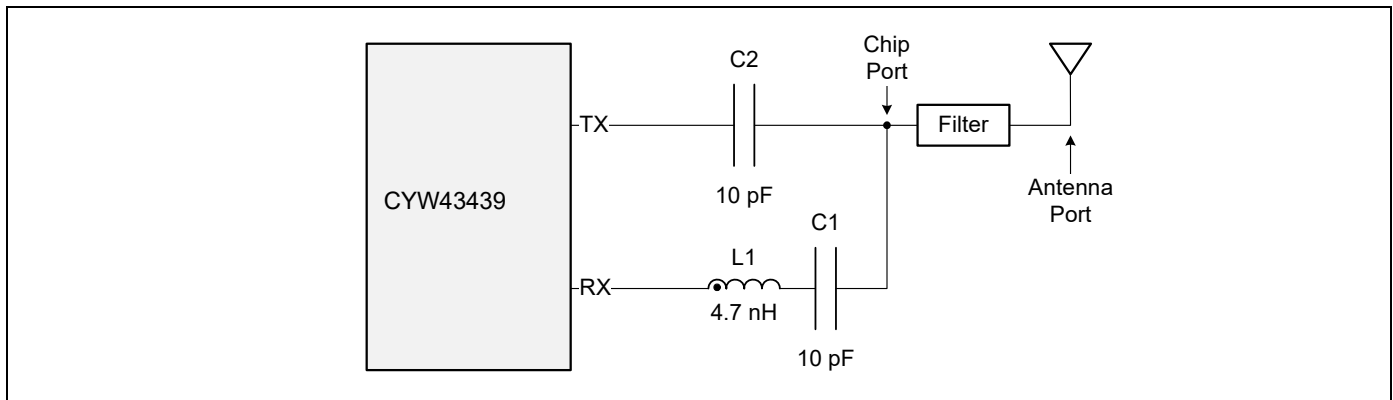 C2
Chip
Port
TX
Filter
CYW43439
10 pF
Antenna
Port
C1
L1
RX
4.7 nH
10 pF